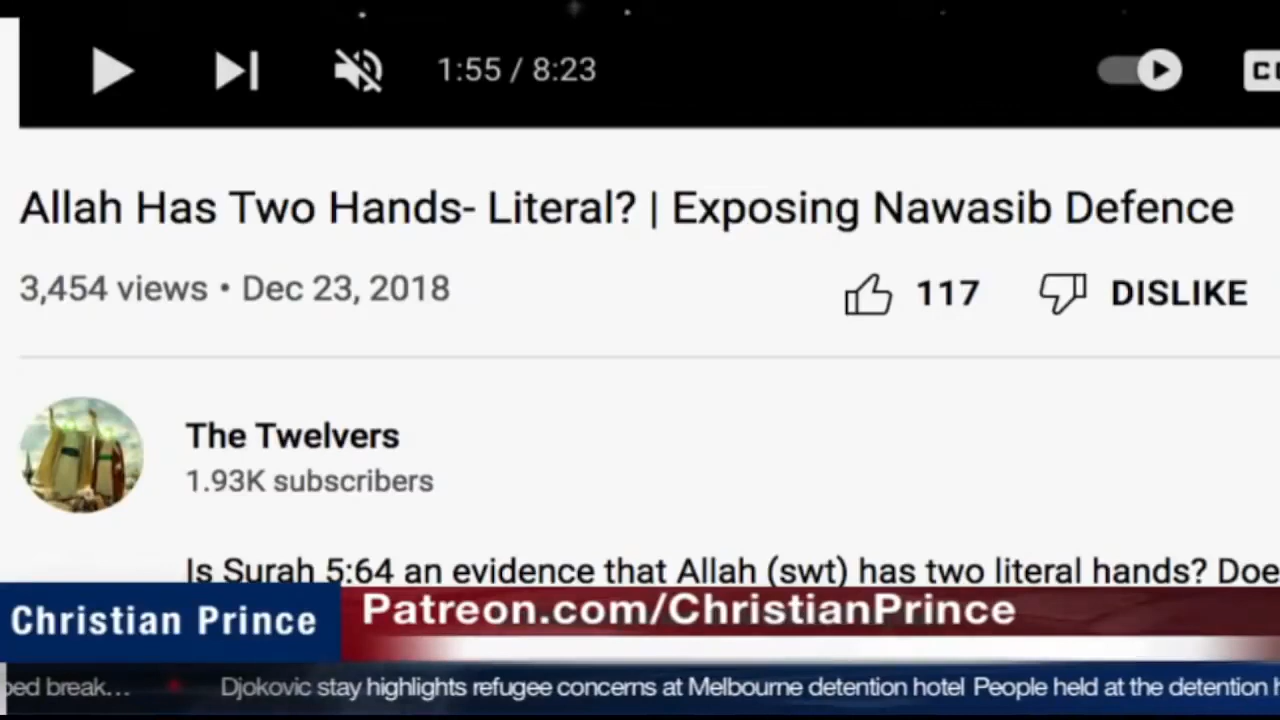 1:55 / 8:23
Allah Has Two Hands- Literal? | Exposing Nawasib Defence
3,454 views • Dec 23, 2018
117 DISLIKE
The Twelvers
1.93K subscribers
Is Surah 5:64 an evidence that Allah (swt) has two literal hands? Doe
Christian Prince
Patreon.com/ChristianPrince
break… Djokovic stay highlights refugee concerns at Melbourne detention hotel People held at the detention